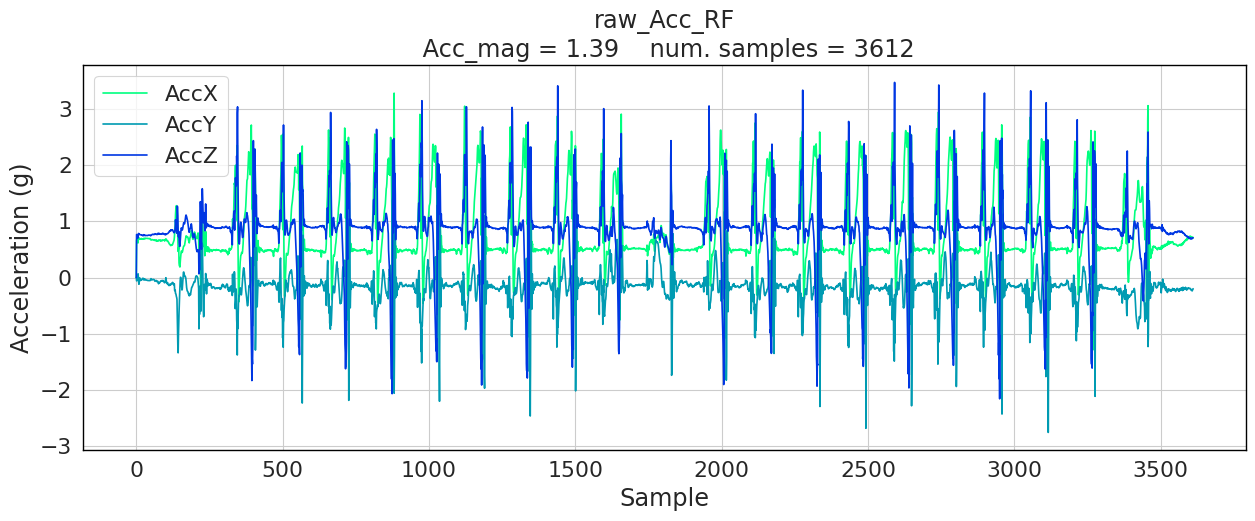 raw_Acc_RF
Acc_mag = 1.39    num. samples = 3612
AccX
AccY
AccZ
Acceleration (g)
3
2
1
0
−1
−2
−3
0
500
1000
1500
2000
2500
3000
3500
Sample